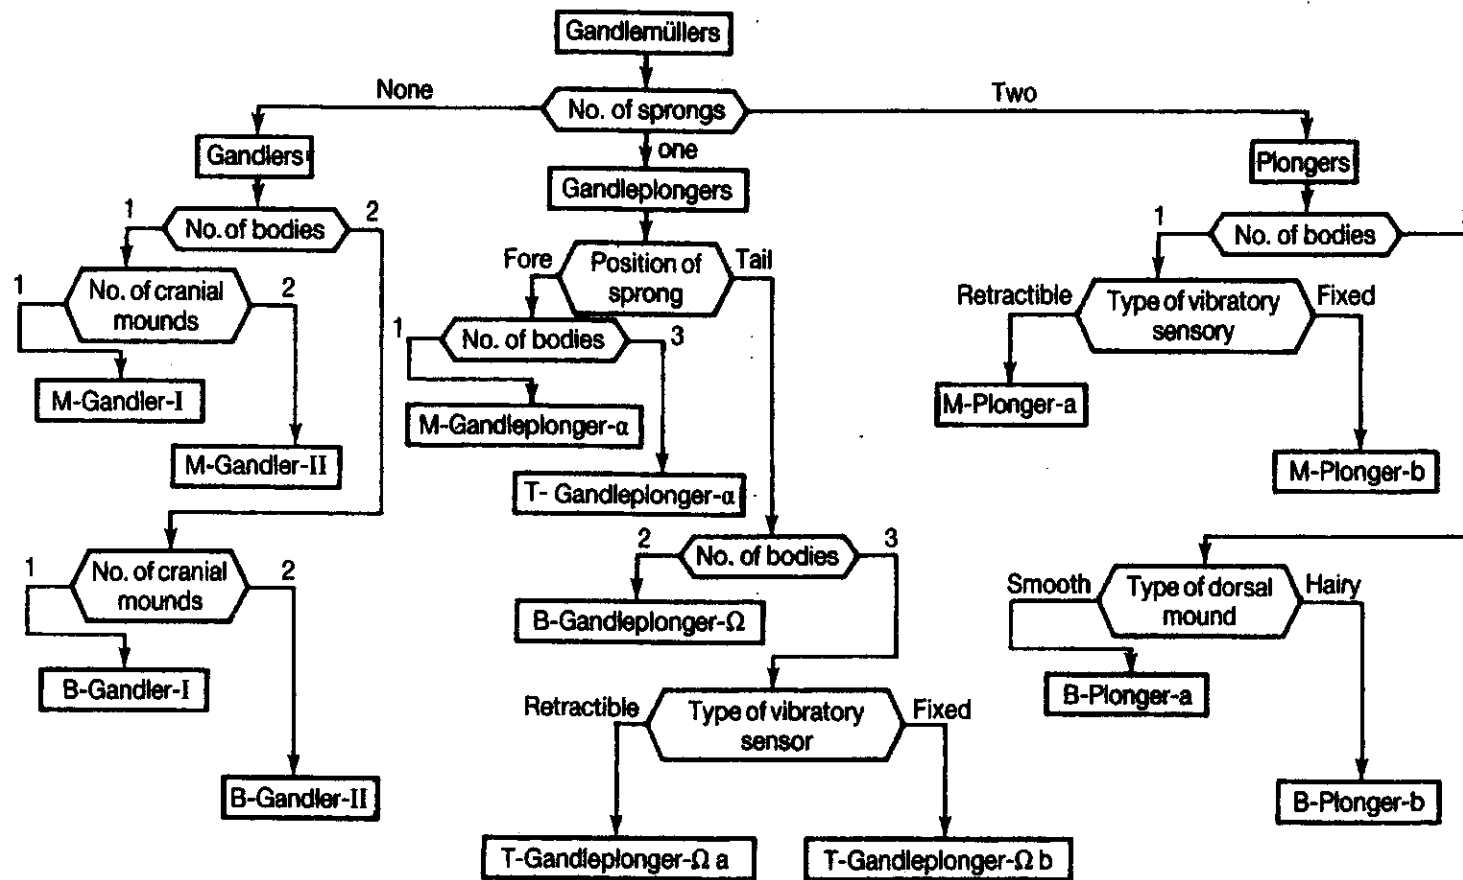 Gandlemüllers
None
No. of sprongs
Two
one
Gandlers
Gandleplongers
Plongers
1
No. of bodies
2
Fore
Position of
sprong
Tail
1
No. of bodies
1
No. of cranial
mounds
2
1
No. of bodies
3
Retractible
Type of vibratory
sensory
Fixed
M-Gandler-I
M-Gandleplonger-α
M-Plonger-a
M-Gandler-II
T- Gandleplonger-α
M-Plonger-b
1
No. of cranial
mounds
2
2
No. of bodies
3
Smooth
Type of dorsal
mound
Hairy
B-Gandleplonger-Ω
B-Gandler-I
B-Plonger-a
Retractible
Type of vibratory
sensor
Fixed
B-Gandler-II
B-Plonger-b
T-Gandleplonger-Ω a
T-Gandleplonger-Ω b